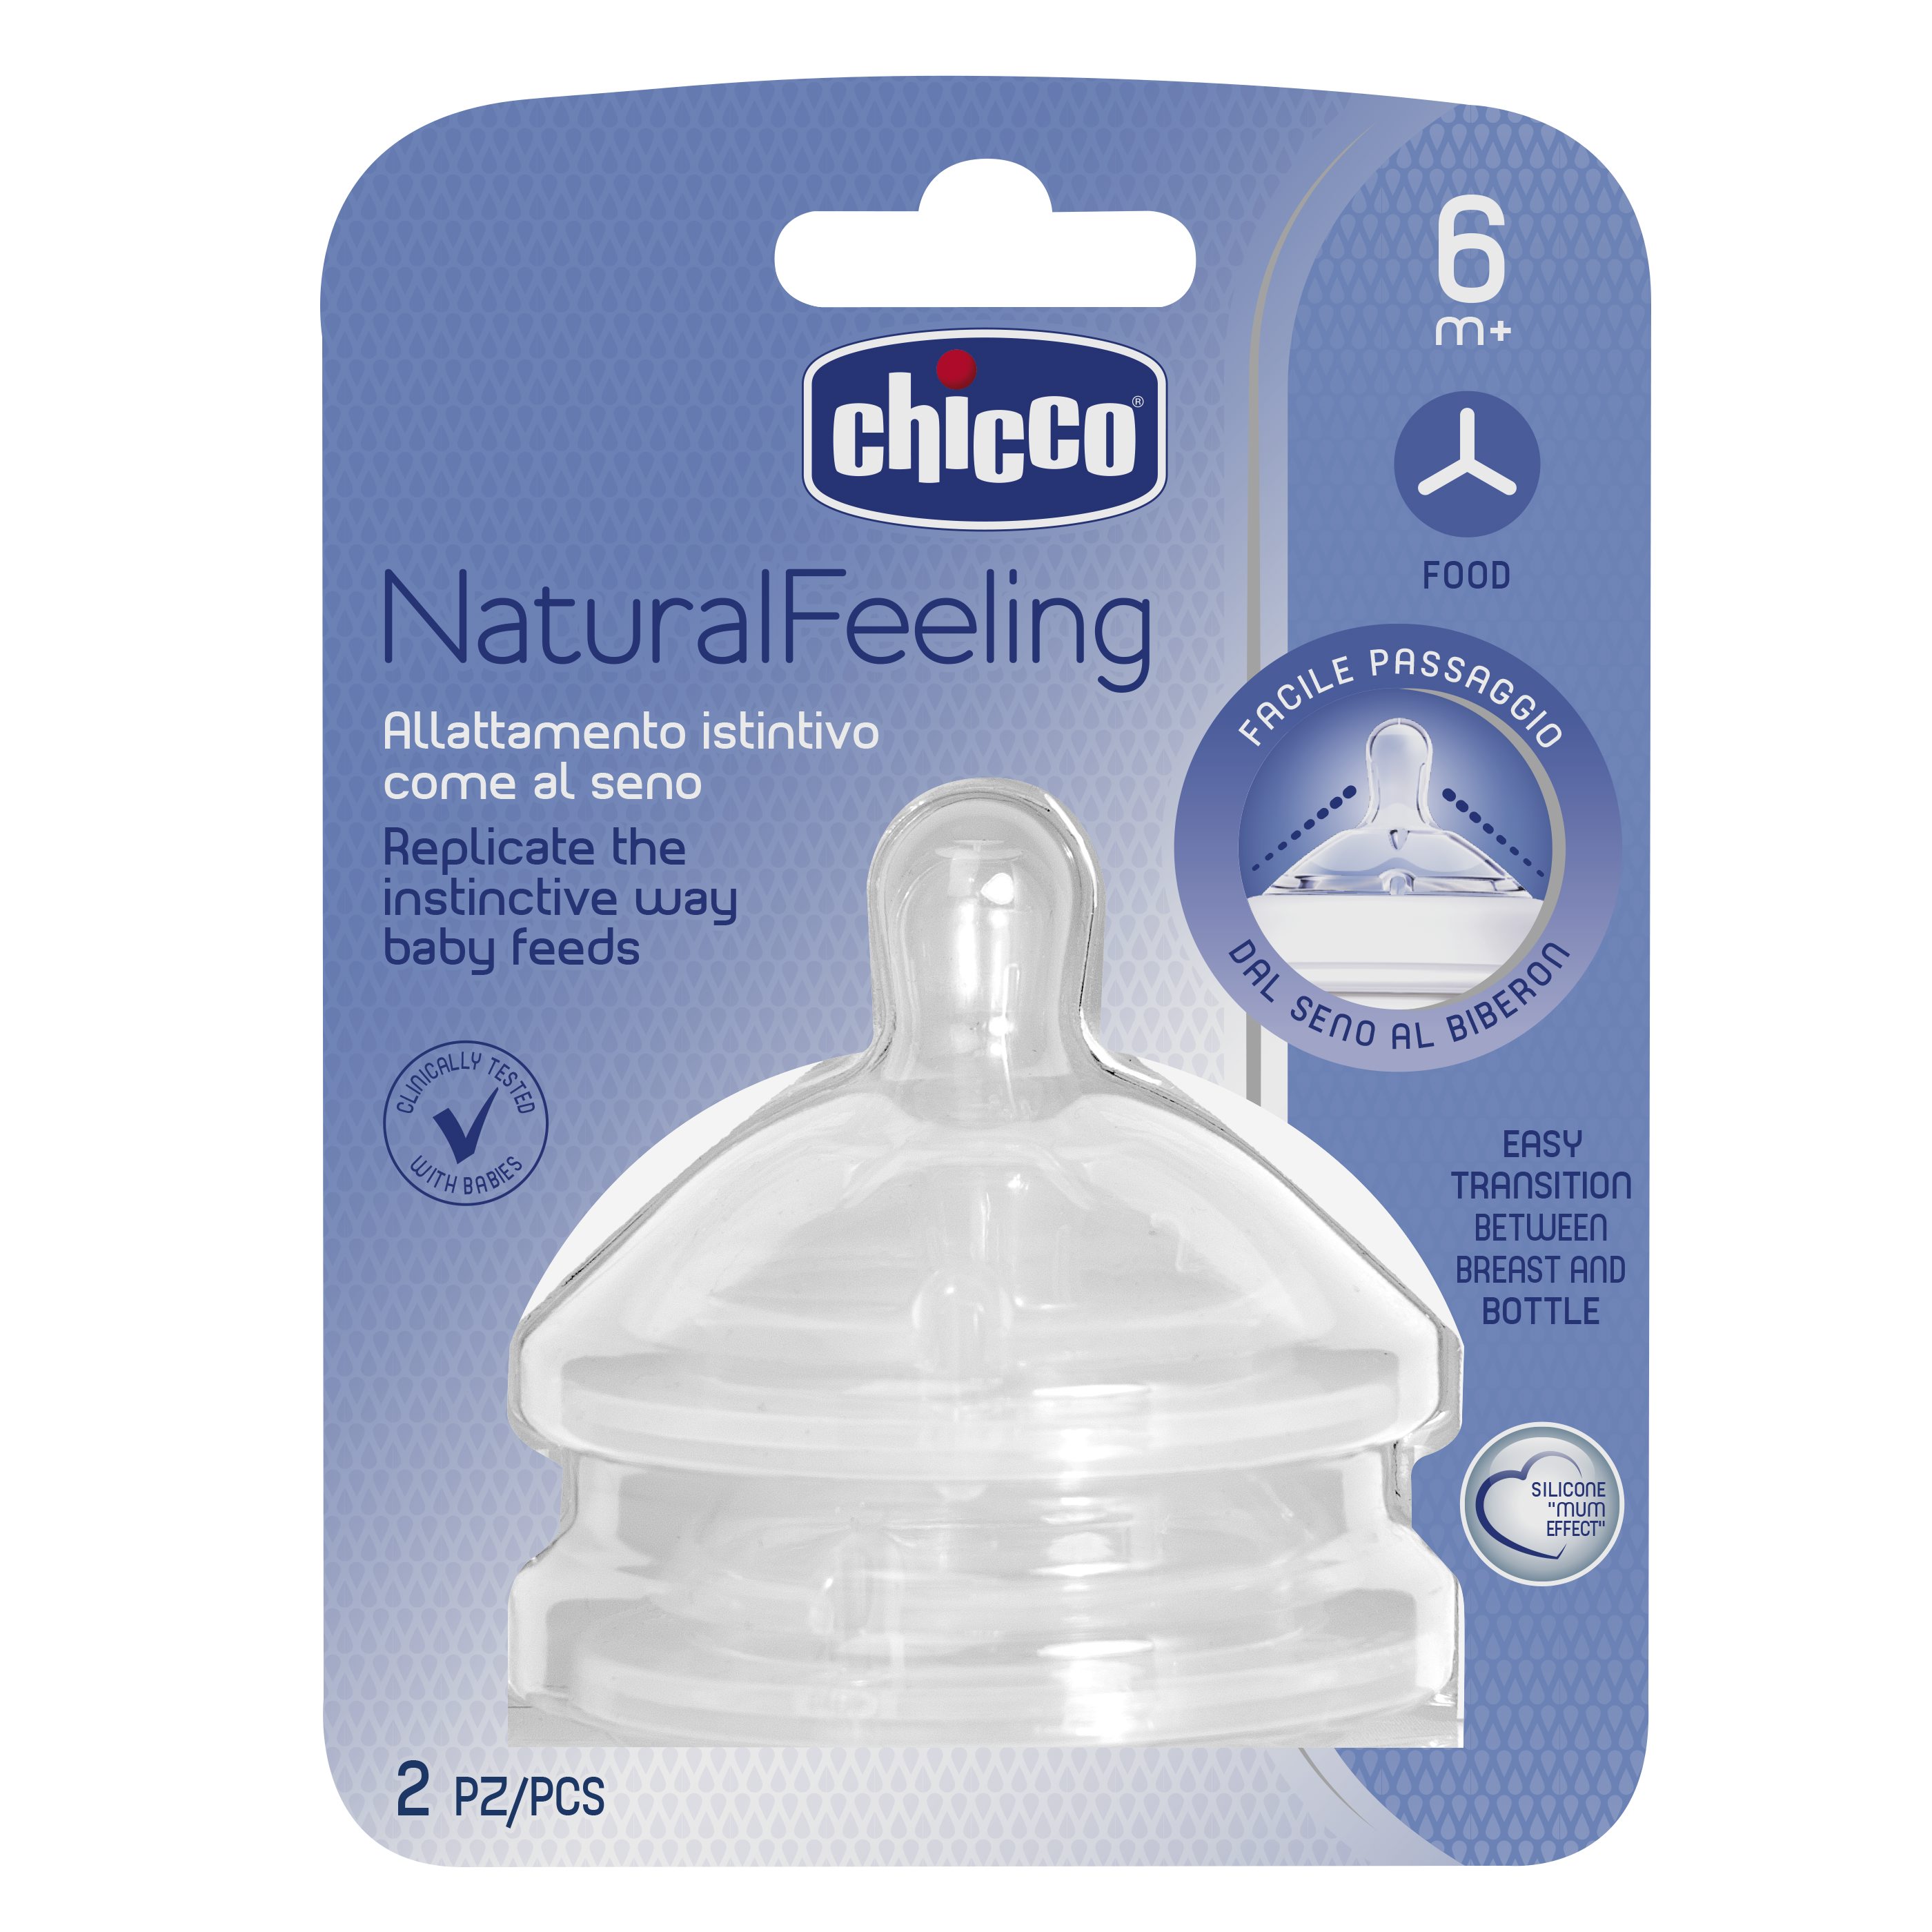 6
m+
chicco®
FOOD
NaturalFeeling
FACILE PASSAGGIO
DAL SENO AL BIBERON
Allattamento istintivo
come al seno
Replicate the
instinctive way
baby feeds
CLINICALLY TESTED
WITH BABIES
EASY
TRANSITION
BETWEEN
BREAST AND
BOTTLE
SILICONE
"MUM
EFFECT"
2 PZ/PCS